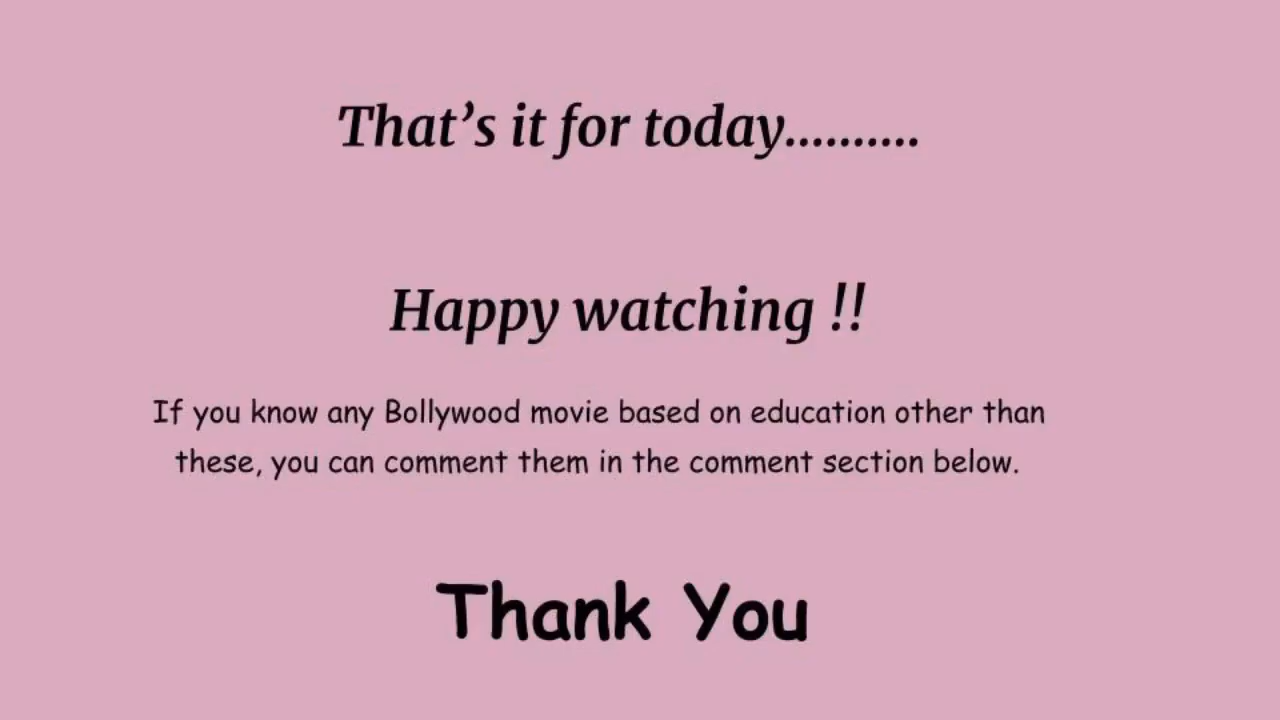 That’s it for today..........
Happy watching !!
If you know any Bollywood movie based on education other than
these, you can comment them in the comment section below.
Thank You